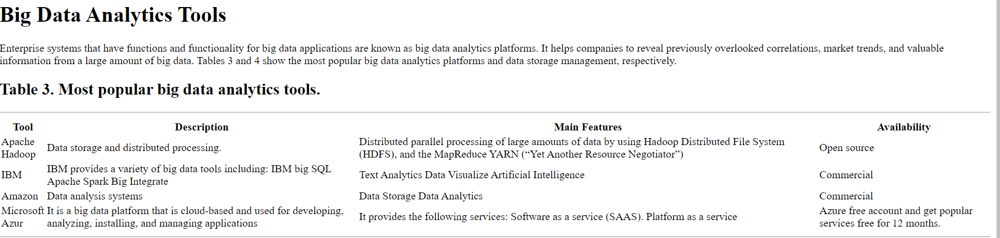 Big Data Analytics Tools
Enterprise systems that have functions and functionality for big data applications are known as big data analytics platforms. It helps companies to reveal previously overlooked correlations, market trends, and valuable
information from a large amount of big data. Tables 3 and 4 show the most popular big data analytics platforms and data storage management, respectively.
Table 3. Most popular big data analytics tools.
Tool Description Main Features Availability
Apache
Hadoop
Data storage and distributed processing.
Distributed parallel processing of large amounts of data by using Hadoop Distributed File System
(HDFS), and the MapReduce YARN (“Yet Another Resource Negotiator”)
Open source
IBM
IBM provides a variety of big data tools including: IBM big SQL
Apache Spark Big Integrate
Text Analytics Data Visualize Artificial Intelligence
Commercial
Amazon Data analysis systems Data Storage Data Analytics Commercial
Microsoft
Azur
It is a big data platform that is cloud-based and used for developing,
analyzing, installing, and managing applications
It provides the following services: Software as a service (SAAS). Platform as a service
Azure free account and get popular
services free for 12 months.